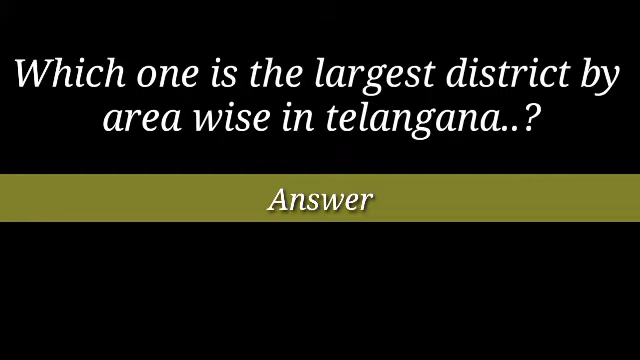 Which one is the largest district by
area wise in telangana..?
Answer